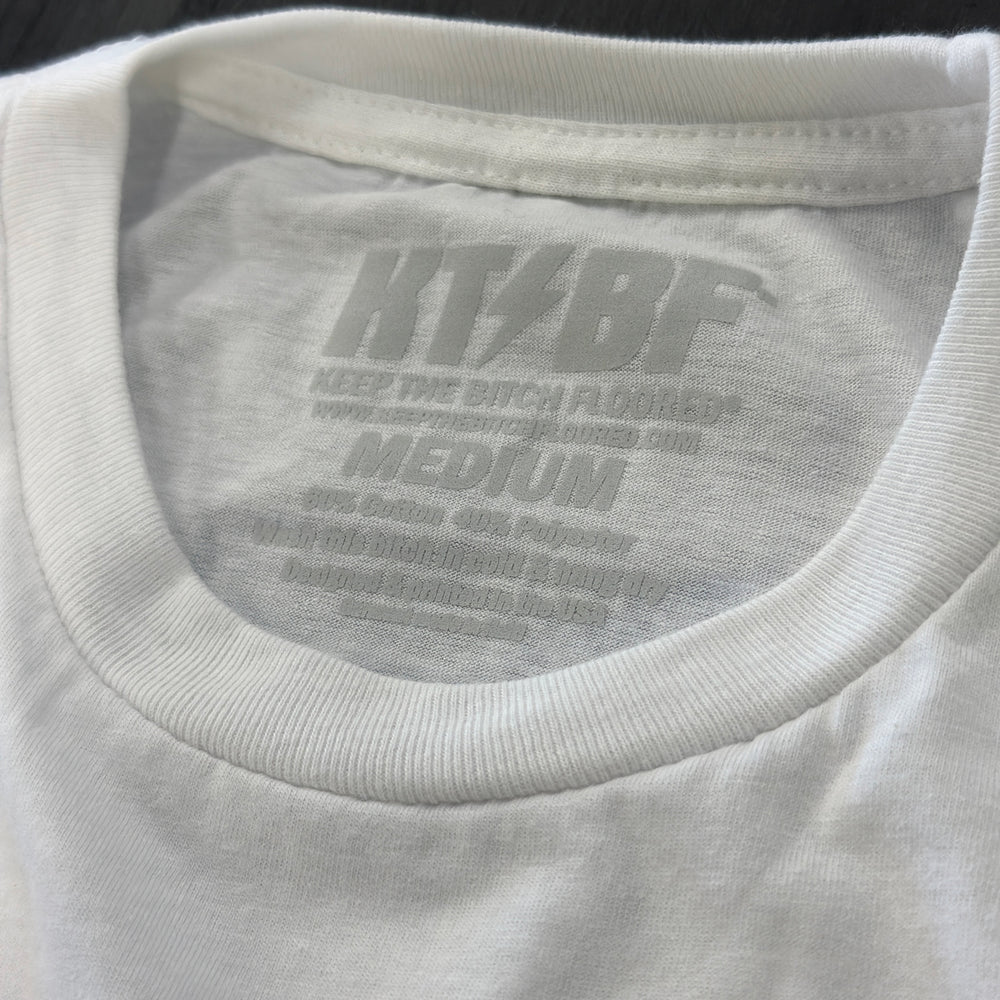 KT⚡BF
KEEP THE BITCH FLOORED®
WWW.KEEPTHEBITCHFLOORED.COM
MEDIUM
60% Cotton 40% Polyester
Wash this bitch in cold & hang dry
Designed & printed in the USA